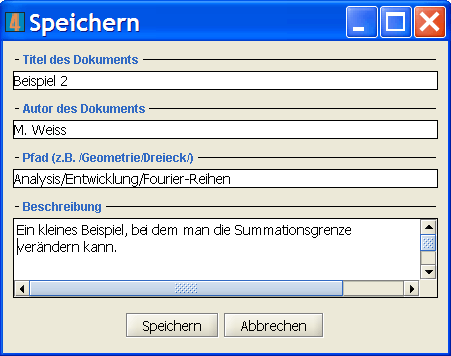 4 Speichern
Titel des Dokuments
Beispiel 2
Autor des Dokuments
M. Weiss
Pfad (z.B. /Geometrie/Dreieck/)
Analysis/Entwicklung/Fourier-Reihen
Beschreibung
Ein kleines Beispiel, bei dem man die Summationsgrenze
verändern kann.
Speichern Abbrechen